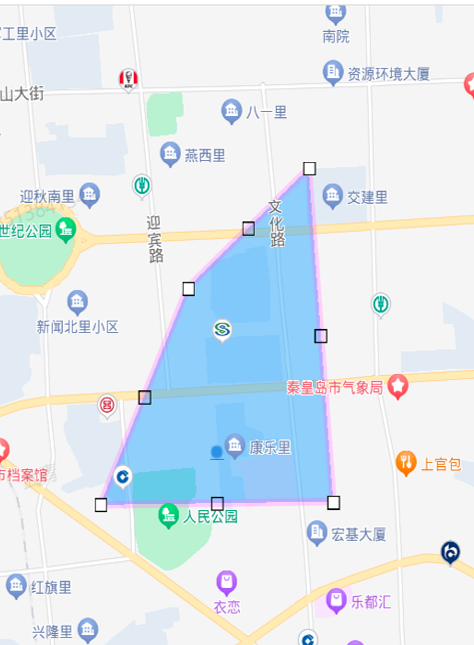 南院
工里小区
资源环境大厦
山大街
八一里
燕西里
迎秋南里
交建里
文化路
迎宾路
世纪公园
新闻北里小区
秦皇岛市气象局
康乐里
上官包
市档案馆
人民公园
宏基大厦
红旗里
衣恋
乐都汇
兴隆里